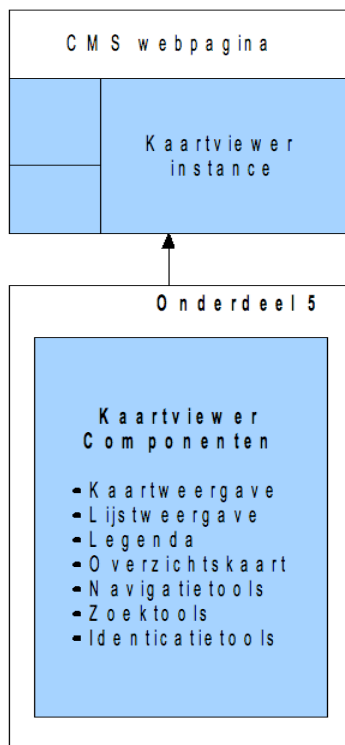 CMS webpagina
Kaartviewer
instance
Onderdeel 5
Kaartviewer
Componenten
- Kaartweergave
- Lijstweergave
- Legenda
- Overzichtskaart
- Navigatietools
- Zoektools
- Identicatietools